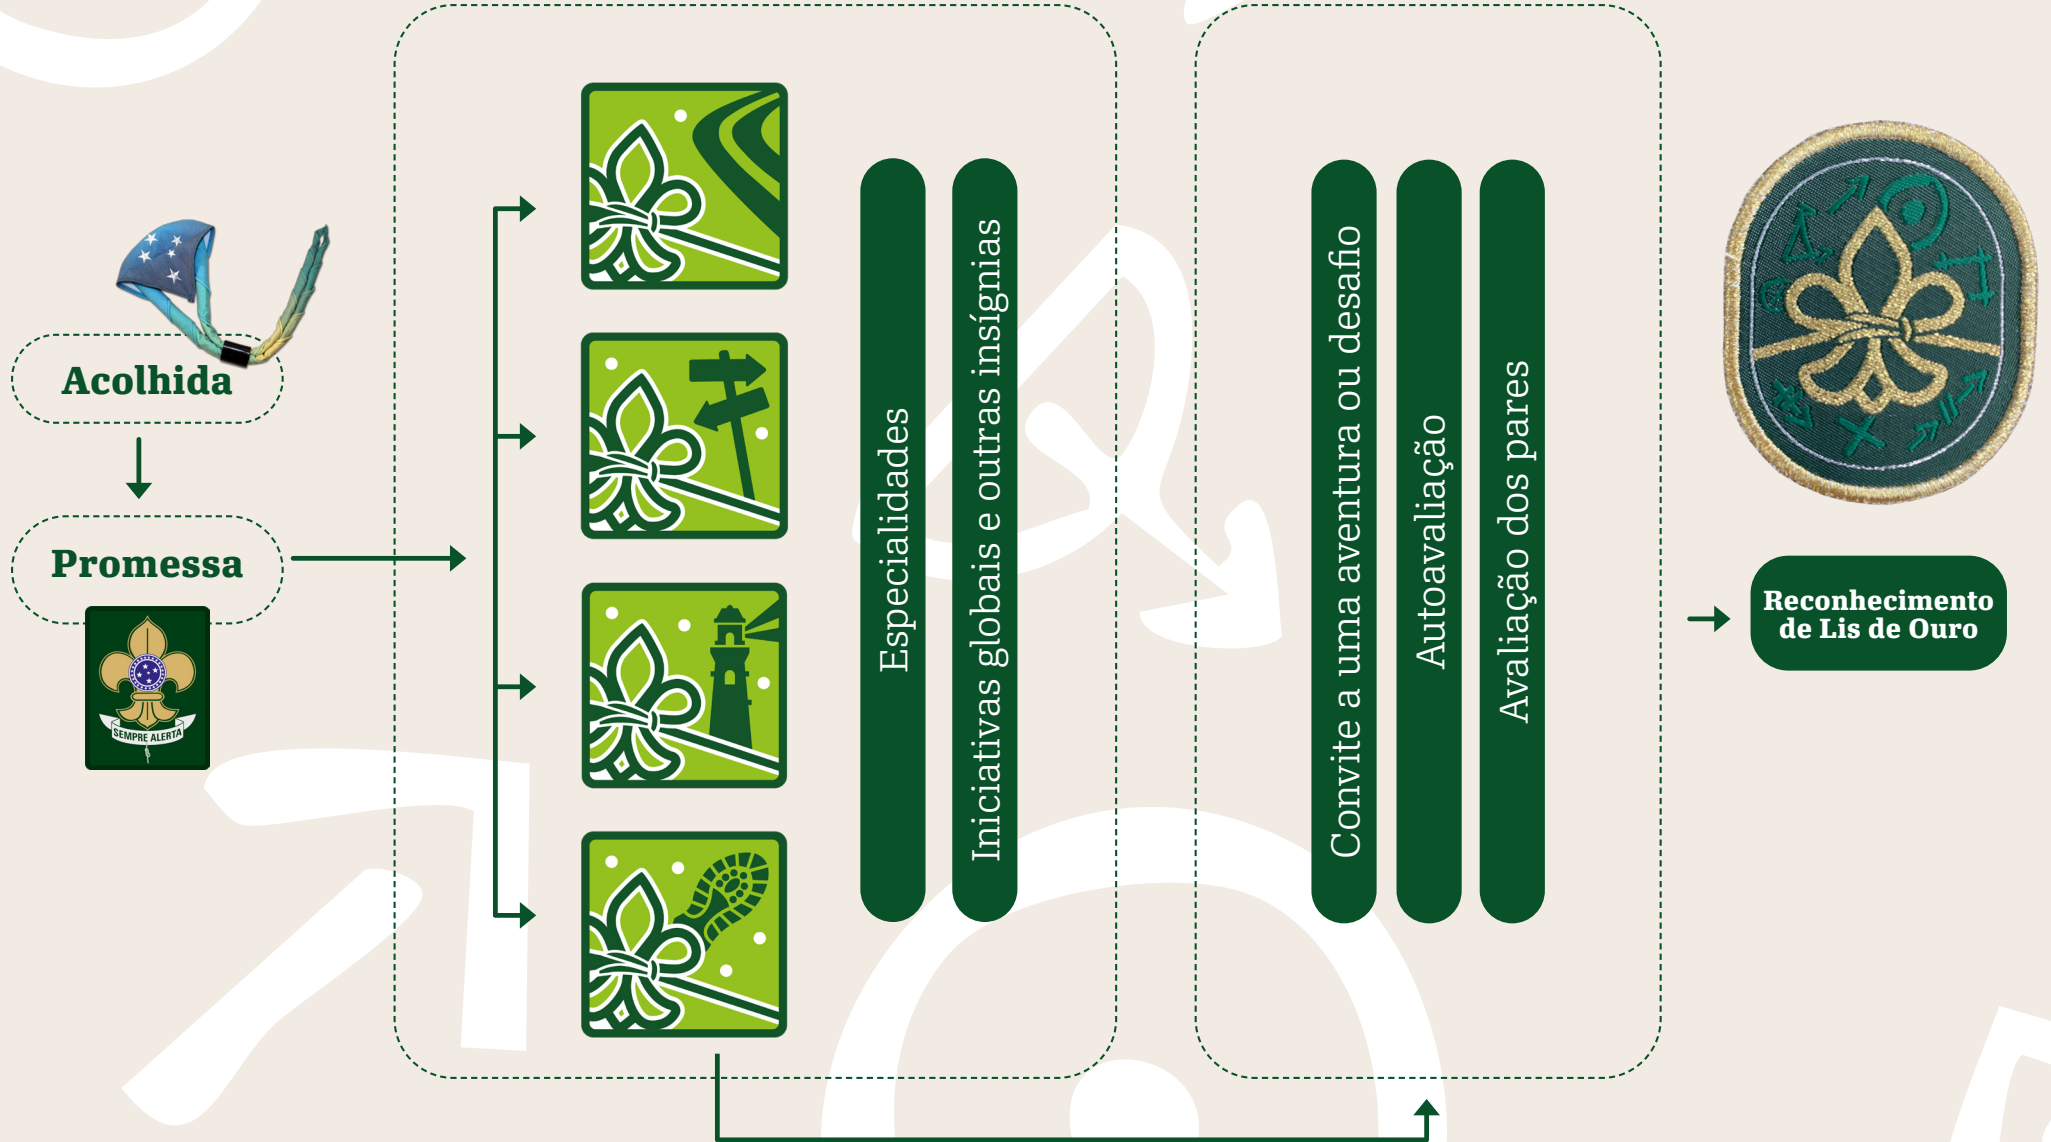 Acolhida
Promessa
SEMPRE ALERTA
Especialidades
Iniciativas globais e outras insígnias
Convite a uma aventura ou desafio
Autoavaliação
Avaliação dos pares
Reconhecimento
de Lis de Ouro